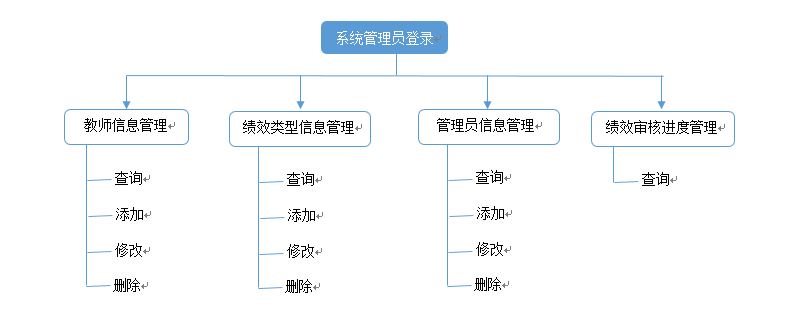 系统管理员登录
教师信息管理
绩效类型信息管理
管理员信息管理
绩效审核进度管理
查询
添加
修改
删除
查询
添加
修改
删除
查询
添加
修改
删除
查询